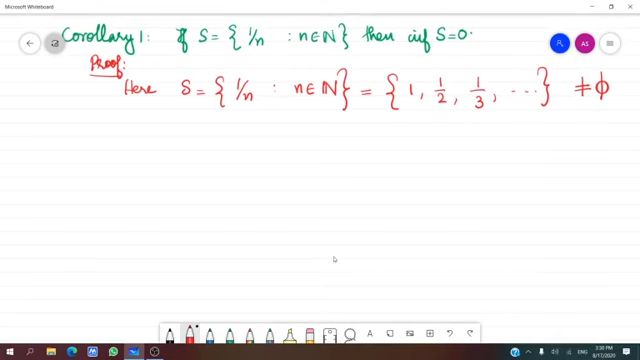 Microsoft Whiteboard
Corollary 1: If S = { 1/n : n ∈ N } then inf S = 0.
Proof:
Here S = { 1/n : n ∈ N } = { 1, 1/2, 1/3, ... } ≠ ϕ
AS
A
ENG
3:30 PM
8/17/2020